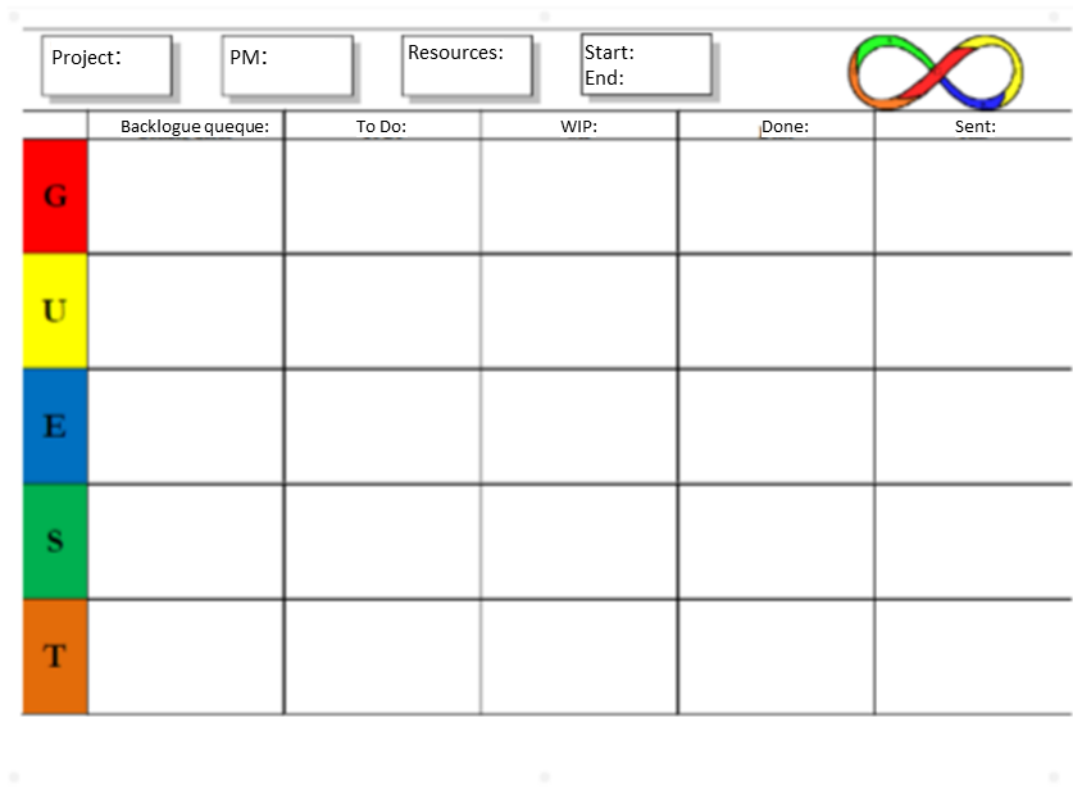 Project:
PM:
Resources:
Start:
End:
Backlogue queque:
To Do:
WIP:
Done:
Sent:
G
U
E
S
T